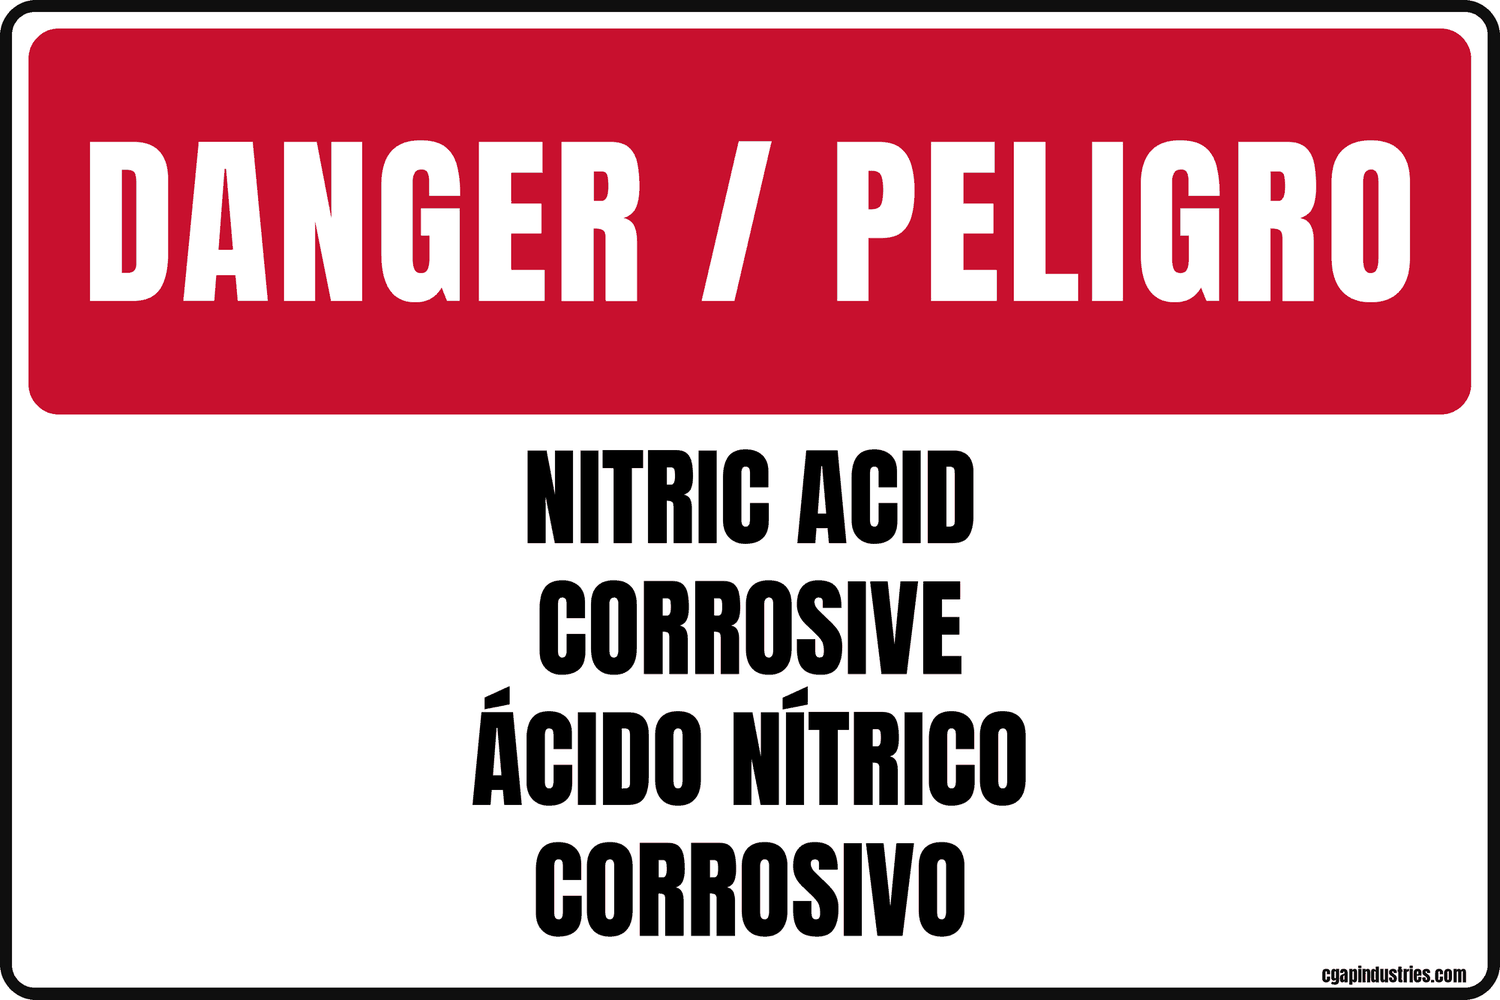 DANGER / PELIGRO
NITRIC ACID
CORROSIVE
ÁCIDO NÍTRICO
CORROSIVO
cgapindustries.com